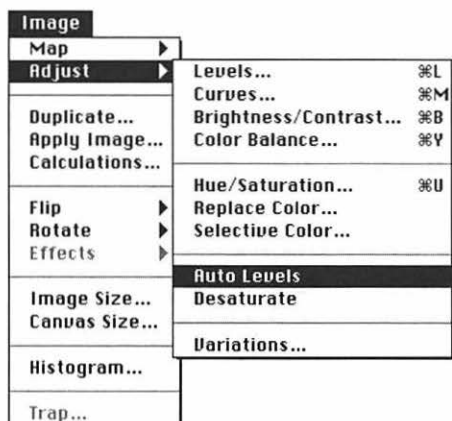 Image
Map
Adjust
Duplicate...
Apply Image...
Calculations...
Flip
Rotate
Effects
Image Size...
Canvas Size...
Histogram...
Trap...
Levels... ⌘L
Curves... ⌘M
Brightness/Contrast... ⌘B
Color Balance... ⌘Y
Hue/Saturation... ⌘U
Replace Color...
Selective Color...
Auto Levels
Desaturate
Variations...